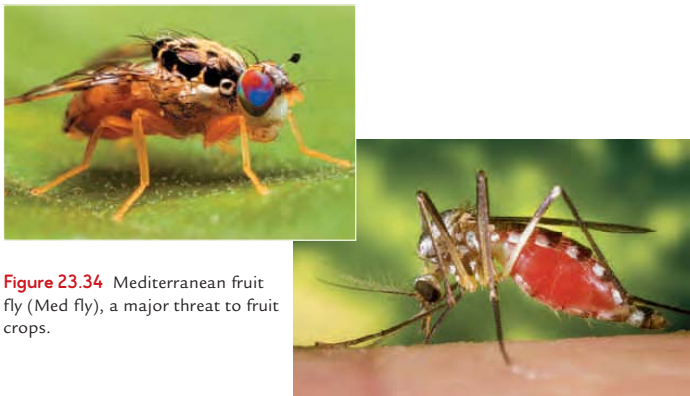 Figure 23.34 Mediterranean fruit
fly (Med fly), a major threat to fruit
crops.